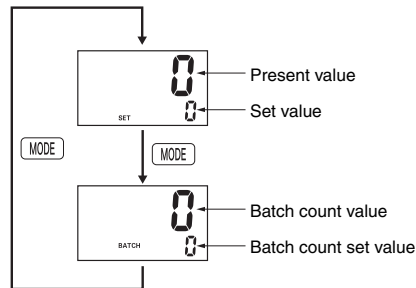 0
Present value
SET 0
Set value
MODE
MODE
0
Batch count value
BATCH 0
Batch count set value